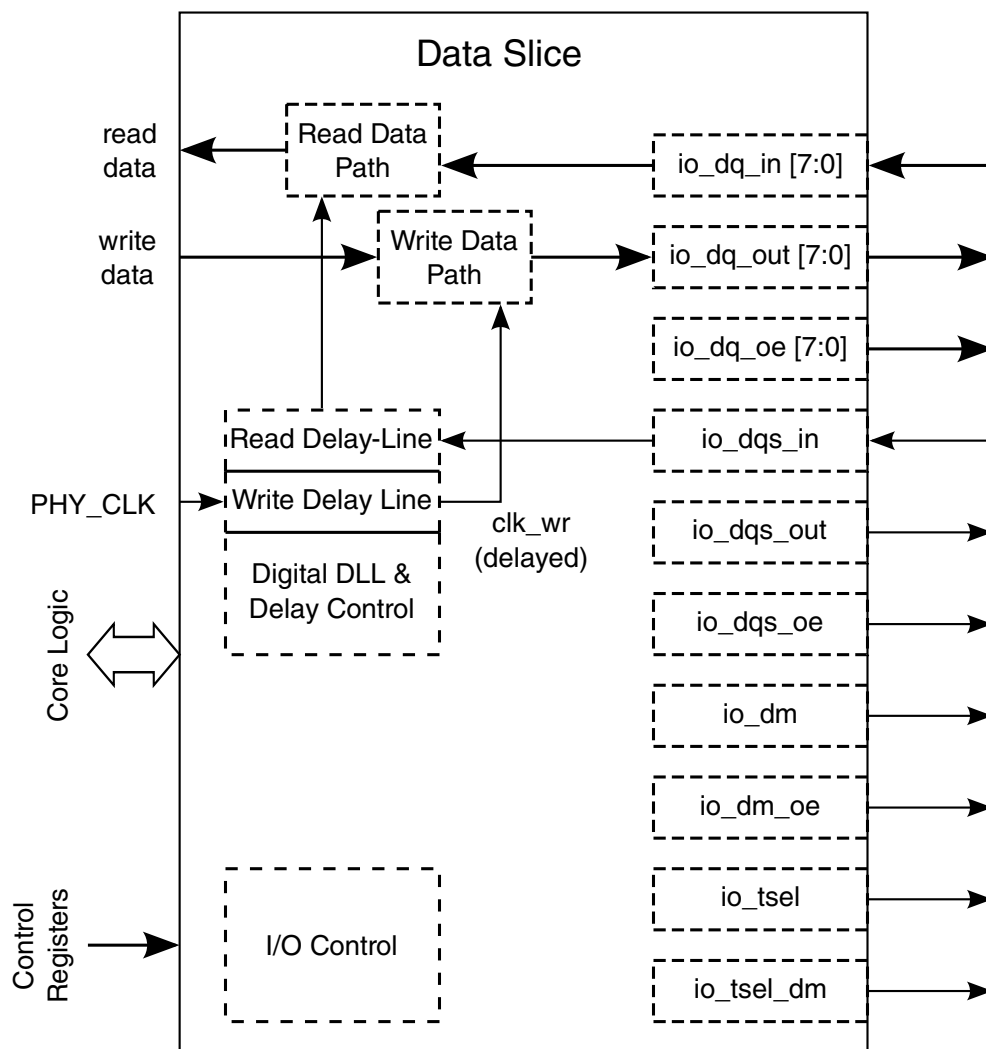 Data Slice
read
data
Read Data
Path
io_dq_in [7:0]
write
data
Write Data
Path
io_dq_out [7:0]
io_dq_oe [7:0]
Read Delay-Line
io_dqs_in
PHY_CLK
Write Delay Line
clk_wr
(delayed)
io_dqs_out
Digital DLL &
Delay Control
Core Logic
io_dqs_oe
io_dm
io_dm_oe
Control
Registers
I/O Control
io_tsel
io_tsel_dm